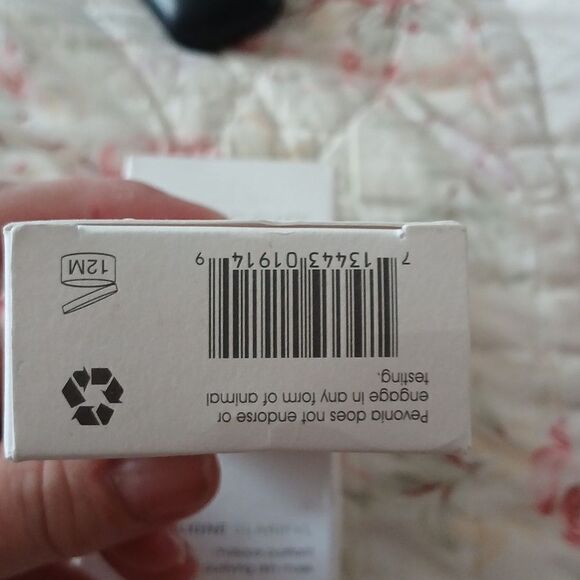 Pevonia does not endorse or
engage in any form of animal
testing.
7 13443 01914 9
12M